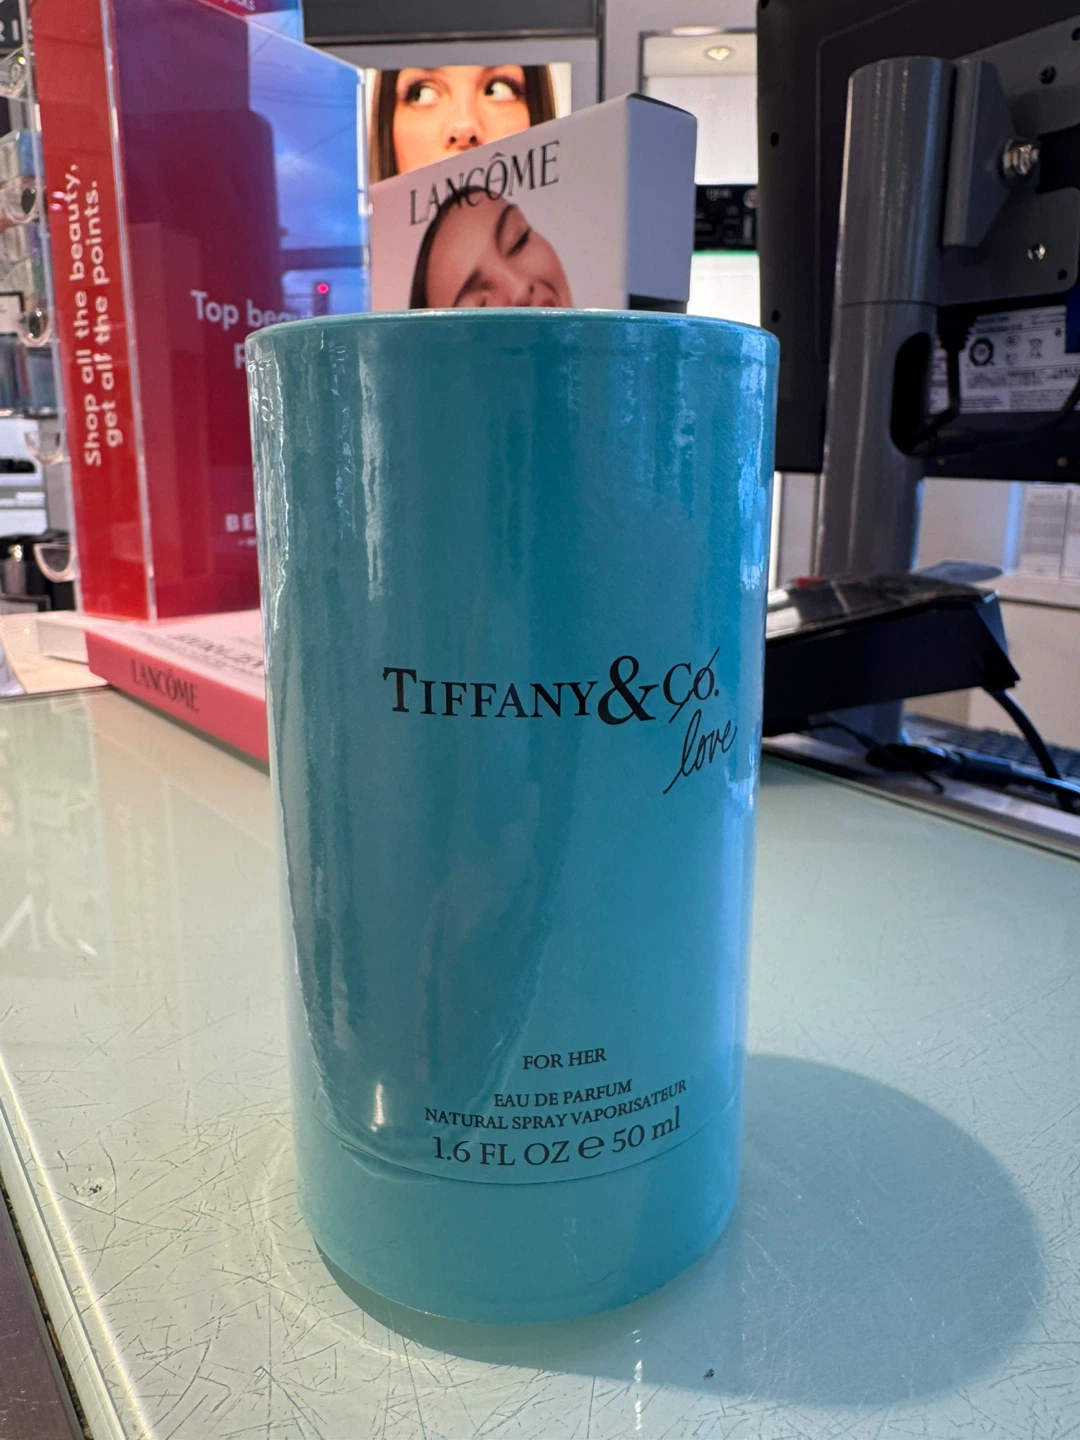 LANCÔME
Shop all the beauty,
get all the points.
Top
LANCÔME
TIFFANY & CO.
love
FOR HER
EAU DE PARFUM
NATURAL SPRAY VAPORISATEUR
1.6 FL OZ ℮ 50 ml